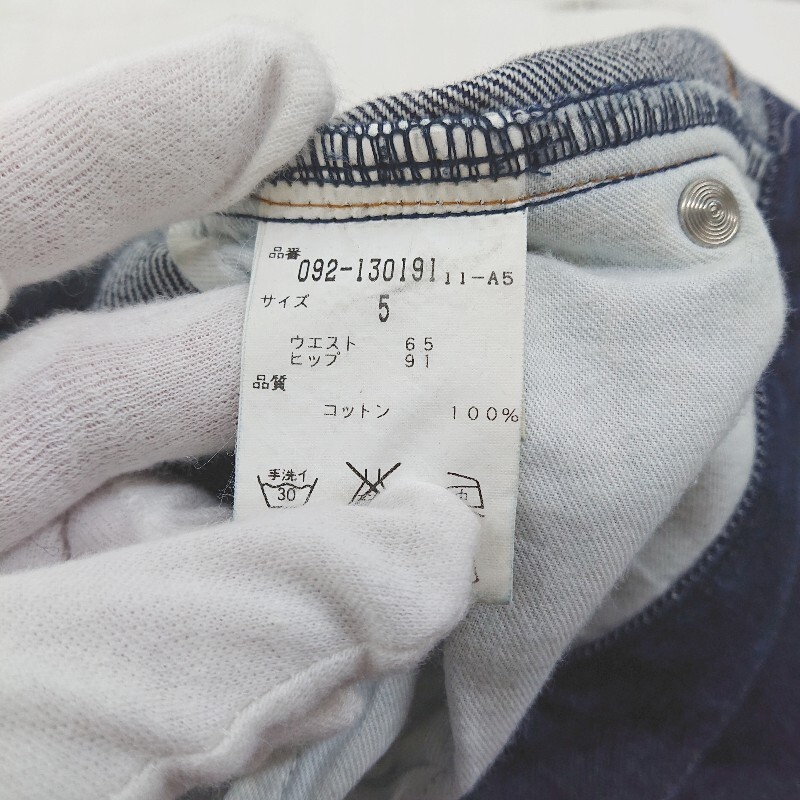 品番
092-130191 11-A5
サイズ 5
ウエスト 65
ヒップ 91
品質
コットン 100%
手洗イ
30